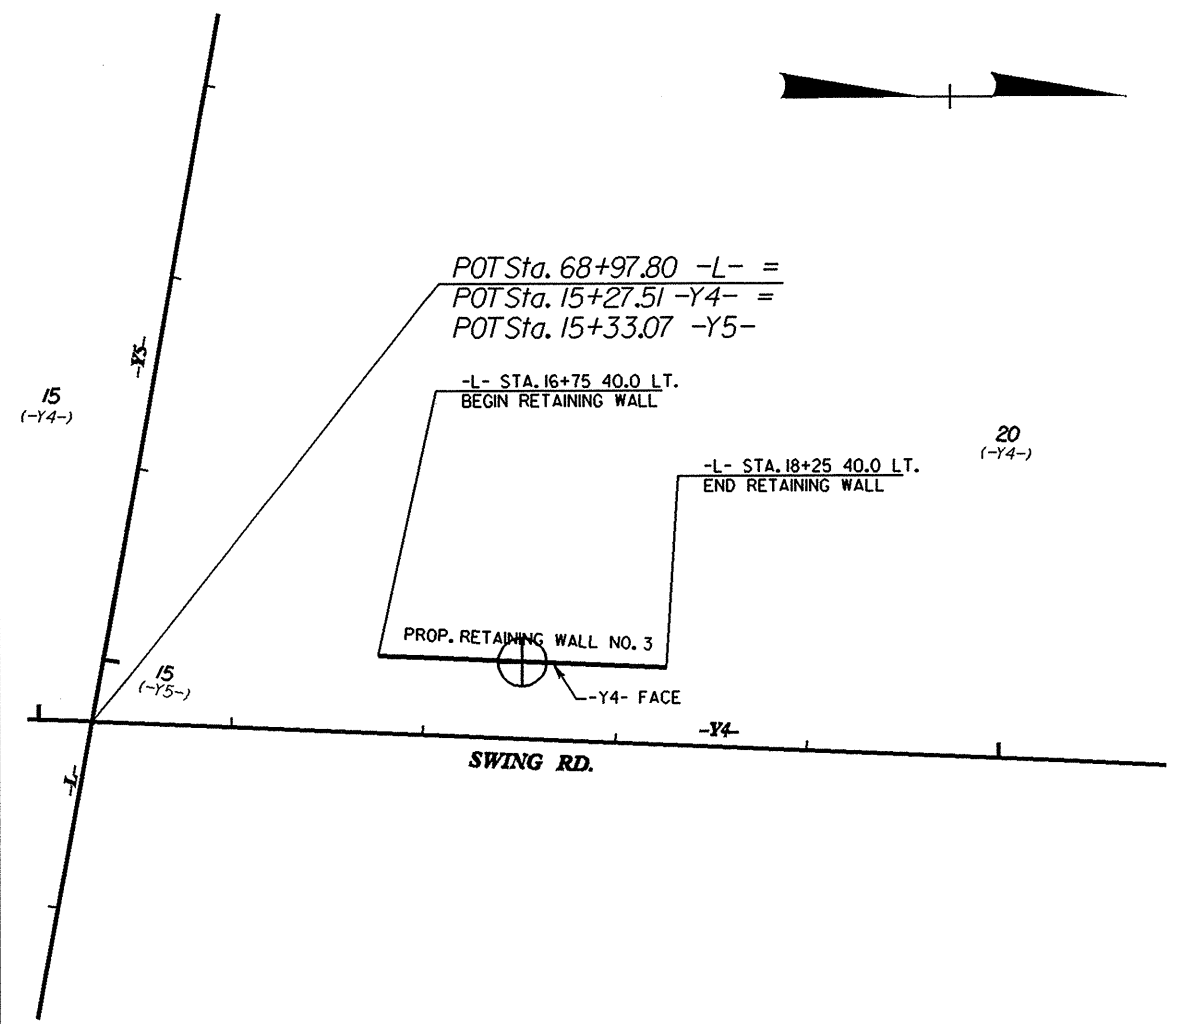 POT Sta. 68+97.80 -L- =
POT Sta. 15+27.51 -Y4- =
POT Sta. 15+33.07 -Y5-
-Y5-
-L- STA. 16+75 40.0 LT.
BEGIN RETAINING WALL
15
(-Y4-)
20
(-Y4-)
-L- STA. 18+25 40.0 LT.
END RETAINING WALL
PROP. RETAINING WALL NO. 3
15
(-Y5-)
-Y4- FACE
-Y4-
SWING RD.
-L-